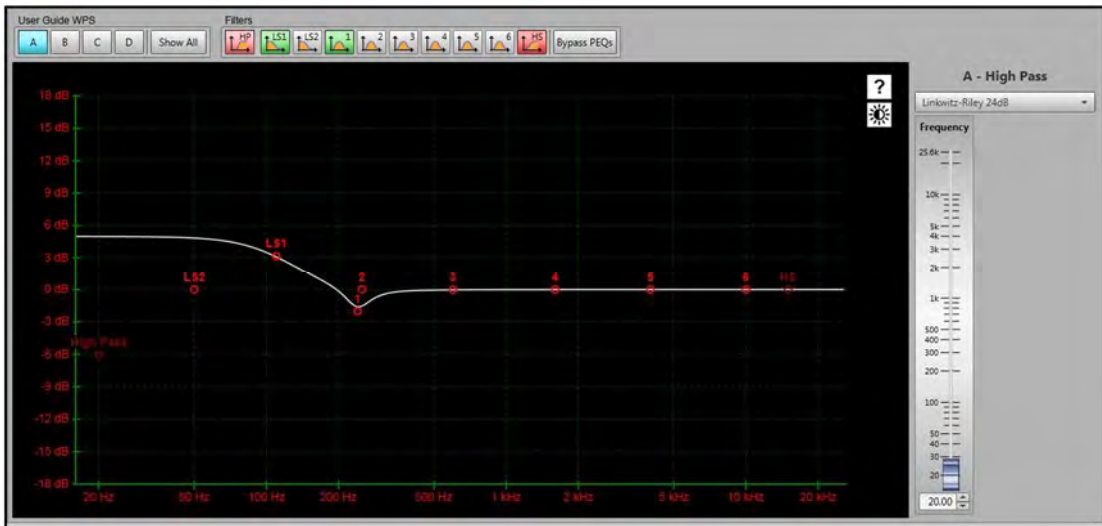 User Guide WPS
Filters
A B C D Show All
HP LS1 LS2 1 2 3 4 5 6 HS Bypass PEQs
?
A - High Pass
Linkwitz-Riley 24dB
Frequency
18 dB
15 dB
12 dB
9 dB
6 dB
3 dB
0 dB
-3 dB
-6 dB
-9 dB
-12 dB
-15 dB
-18 dB
LS1
LS2
2 3 4 5 6 HS
1
High Pass
20 Hz 50 Hz 100 Hz 200 Hz 500 Hz 1 kHz 2 kHz 5 kHz 10 kHz 20 kHz
25.6k
10k
5k
4k
3k
2k
1k
500
400
300
200
100
50
40
30
20
20.00